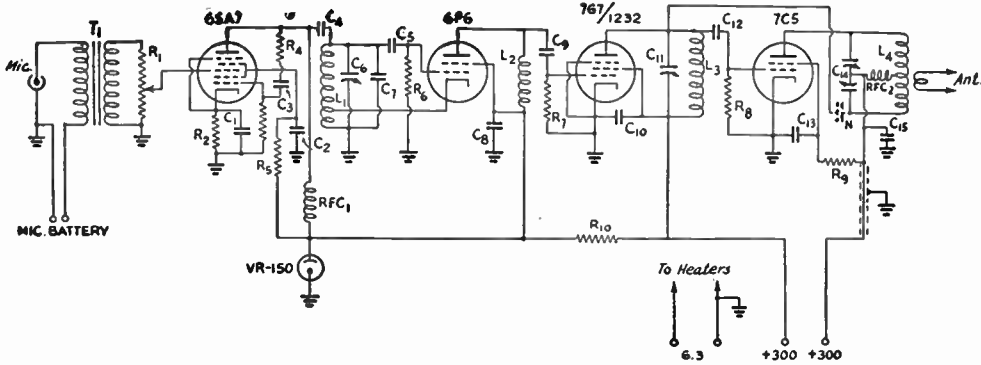 Mic.
T1
R1
MIC. BATTERY
6SA7
R2
C1
R4
C3
R5
C2
RFC1
VR-150
C4
L1
C6
C7
C5
R6
6F6
C8
L2
C9
R7
7G7/1232
C10
C11
L3
C12
R8
7C5
C13
R9
C14
L4
RFC2
Ant.
N
C15
R10
To Heaters
6.3
+300
+300